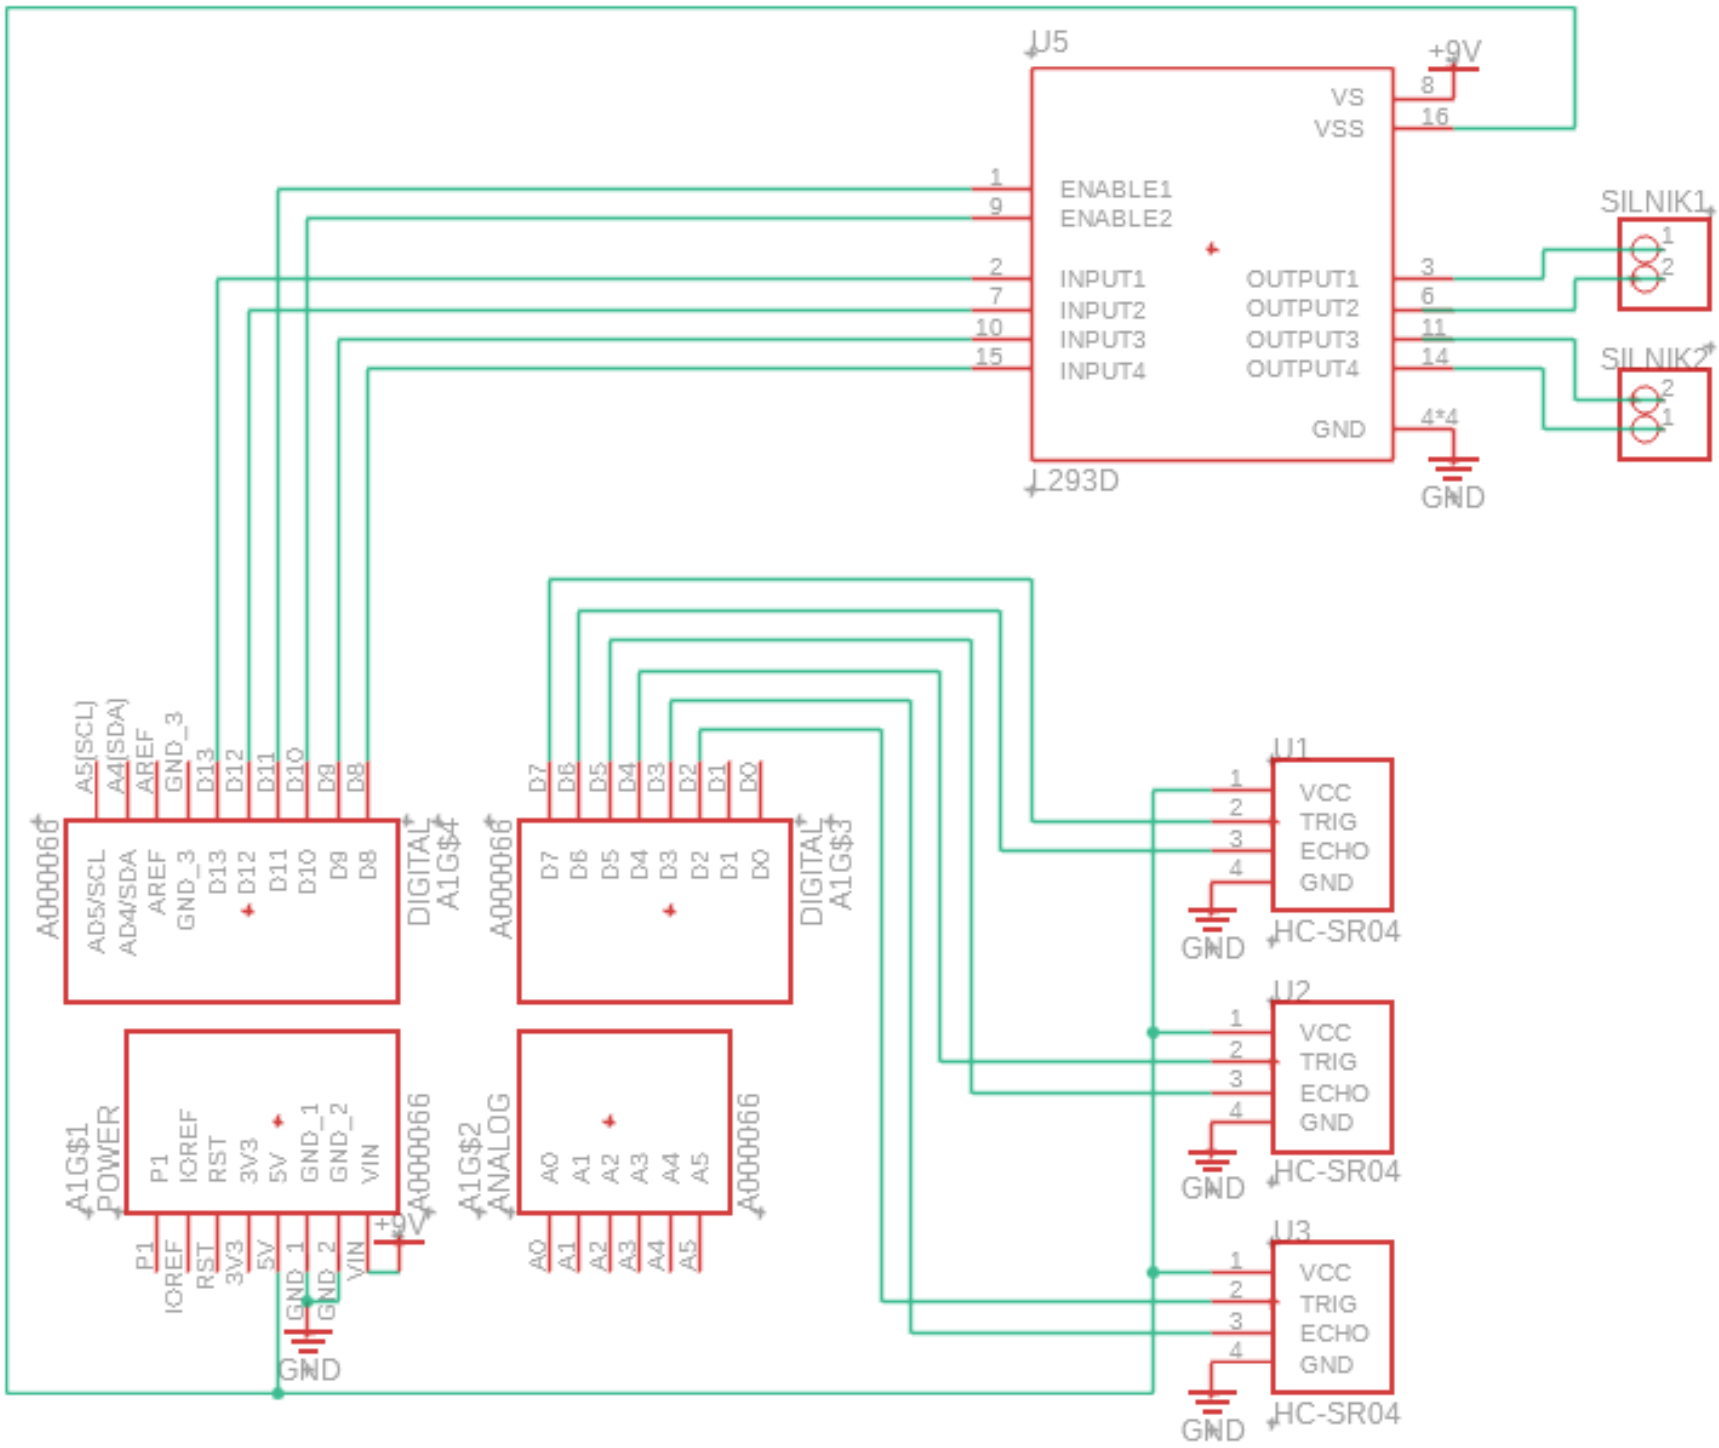 U5
+9V
VS
8
VSS
16
1
ENABLE1
9
ENABLE2
2
INPUT1
7
INPUT2
10
INPUT3
15
INPUT4
OUTPUT1
3
OUTPUT2
6
OUTPUT3
11
OUTPUT4
14
GND
4*4
GND
L293D
SILNIK1
1
2
SILNIK2
2
1
A5(SCL)
A4(SDA)
AREF
GND_3
D13
D12
D11
D10
D9
D8
A000066
AD5/SCL
AD4/SDA
AREF
GND_3
D13
D12
D11
D10
D9
D8
DIGITAL
A1G$4
D7
D6
D5
D4
D3
D2
D1
D0
A000066
D7
D6
D5
D4
D3
D2
D1
D0
DIGITAL
A1G$3
A1G$1
POWER
P1
IOREF
RST
3V3
5V
GND_1
GND_2
VIN
A000066
P1
IOREF
RST
3V3
5V
GND_1
GND_2
VIN
+9V
GND
A1G$2
ANALOG
A0
A1
A2
A3
A4
A5
A000066
A0
A1
A2
A3
A4
A5
U1
1
VCC
2
TRIG
3
ECHO
4
GND
GND
HC-SR04
U2
1
VCC
2
TRIG
3
ECHO
4
GND
GND
HC-SR04
U3
1
VCC
2
TRIG
3
ECHO
4
GND
GND
HC-SR04